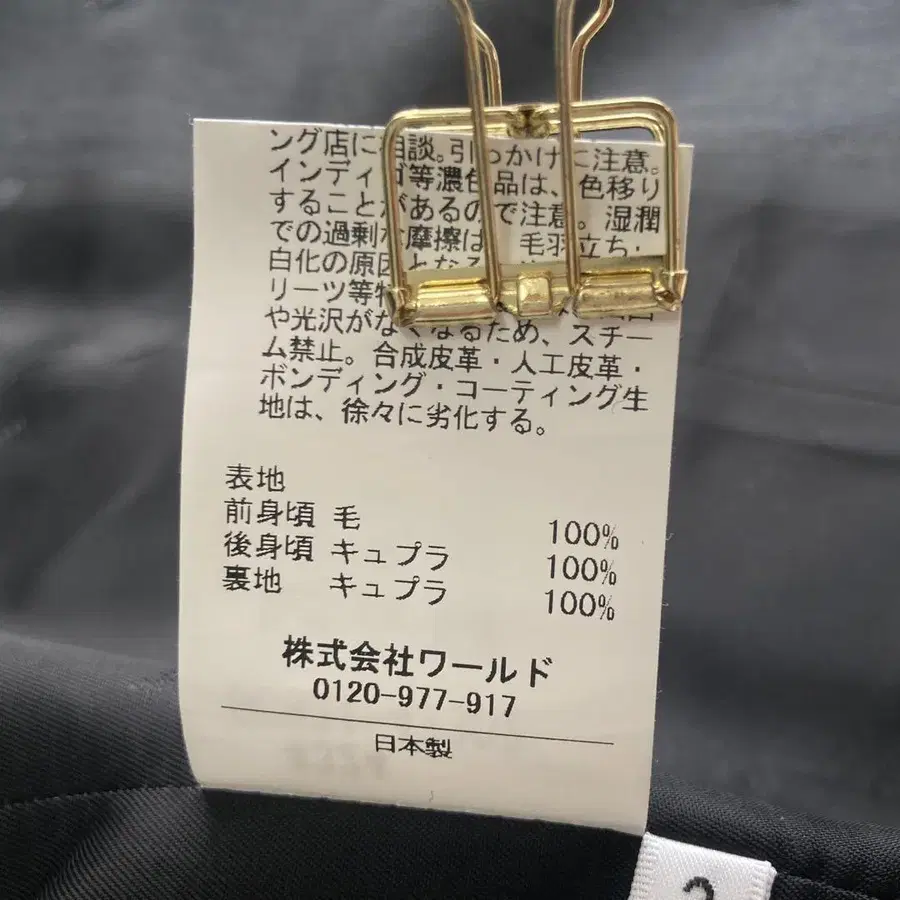 ング店に相談。引っかけに注意。
インディゴ等濃色品は、色移り
することがあるので注意。湿潤
での過剰な摩擦は、毛羽立ち・
白化の原因となる
リーツ等特
や光沢がなくなるため、スチー
ム禁止。合成皮革・人工皮革・
ボンディング・コーティング生
地は、徐々に劣化する。
表地
前身頃 毛 100%
後身頃 キュプラ 100%
裏地 キュプラ 100%
株式会社ワールド
0120-977-917
日本製